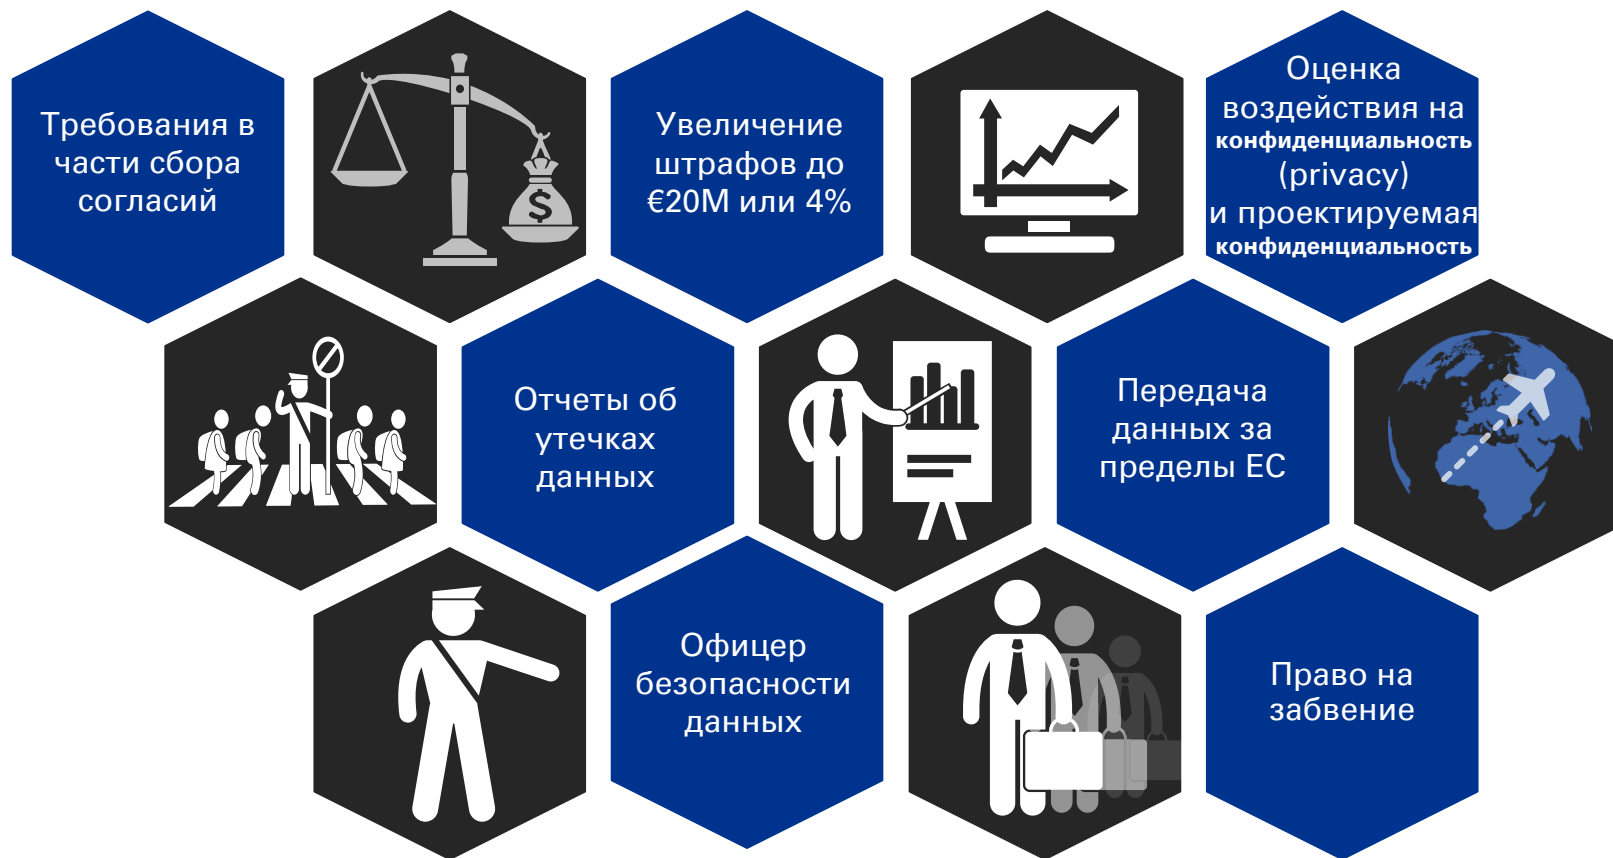 Требования в
части сбора
согласий
$
Увеличение
штрафов до
€20М или 4%
Оценка
воздействия на
конфиденциальность
(privacy)
и проектируемая
конфиденциальность
Отчеты об
утечках
данных
Передача
данных за
пределы ЕС
Офицер
безопасности
данных
Право на
забвение